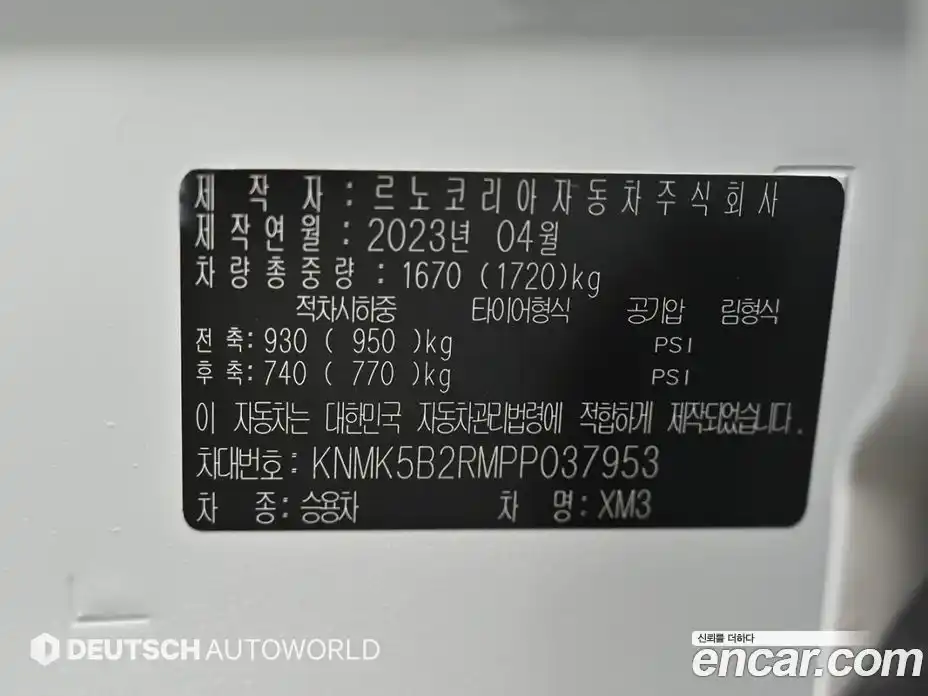 제 작 자 : 르노코리아자동차주식회사
제작연월 : 2023년 04월
차량총중량 : 1670 (1720)kg
적차시하중 타이어형식 공기압 림형식
전 축: 930 ( 950 )kg PSI
후 축: 740 ( 770 )kg PSI
이 자동차는 대한민국 자동차관리법령에 적합하게 제작되었습니다.
차대번호: KNMK5B2RMPP037953
차 종: 승용차 차 명: XM3
DEUTSCH AUTOWORLD
신뢰를 더하다
encar.com